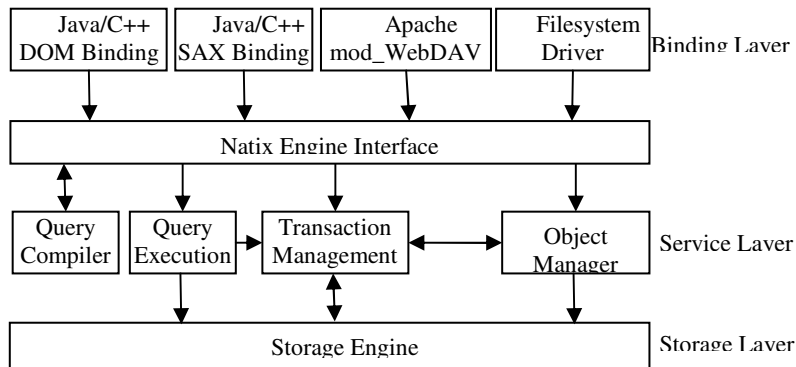 Java/C++
DOM Binding
Java/C++
SAX Binding
Apache
mod_WebDAV
Filesystem
Driver
Binding Layer
Natix Engine Interface
Query
Compiler
Query
Execution
Transaction
Management
Object
Manager
Service Layer
Storage Engine
Storage Layer